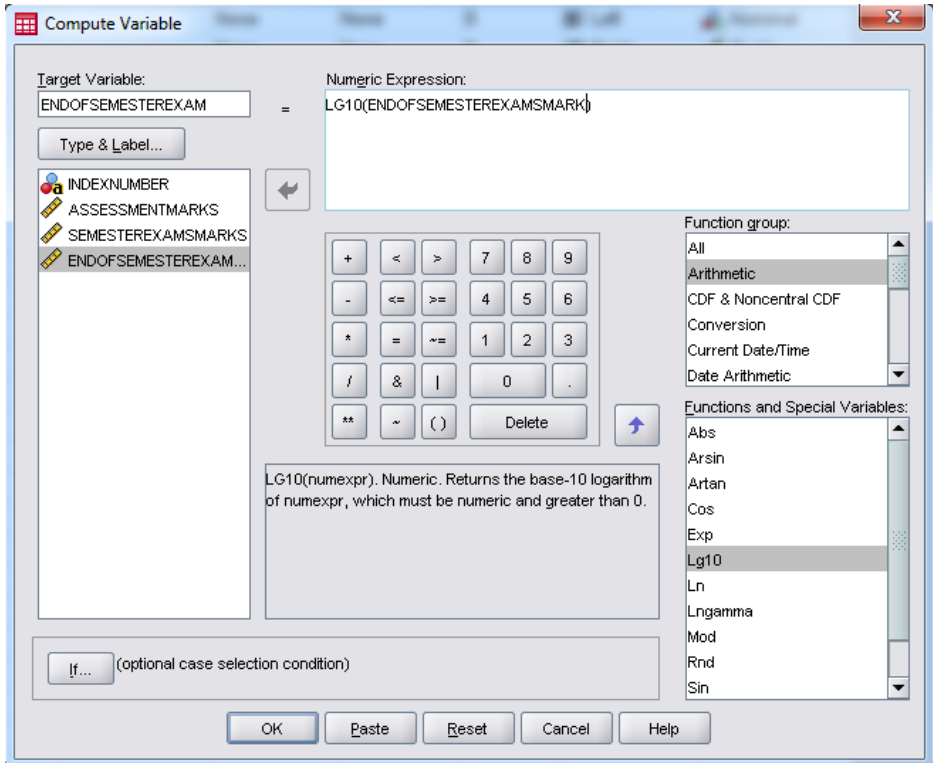 Compute Variable
Target Variable:
ENDOFSEMESTEREXAM
=
Numeric Expression:
LG10(ENDOFSEMESTEREXAMSMARK)
Type & Label...
INDEXNUMBER
ASSESSMENTMARKS
SEMESTEREXAMSMARKS
ENDOFSEMESTEREXAM...
+ < > 7 8 9
- <= >= 4 5 6
* = ~= 1 2 3
/ & | 0 .
** ~ ( ) Delete
Function group:
All
Arithmetic
CDF & Noncentral CDF
Conversion
Current Date/Time
Date Arithmetic
LG10(numexpr). Numeric. Returns the base-10 logarithm
of numexpr, which must be numeric and greater than 0.
Functions and Special Variables:
Abs
Arsin
Artan
Cos
Exp
Lg10
Ln
Lngamma
Mod
Rnd
Sin
If... (optional case selection condition)
OK Paste Reset Cancel Help